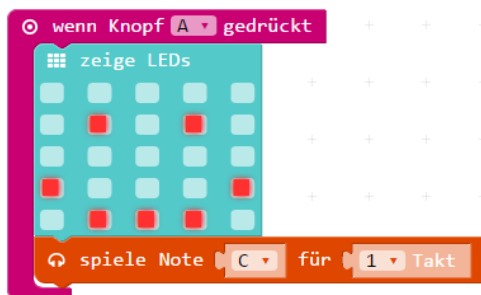 wenn Knopf A gedrückt
zeige LEDs
spiele Note C für 1 Takt